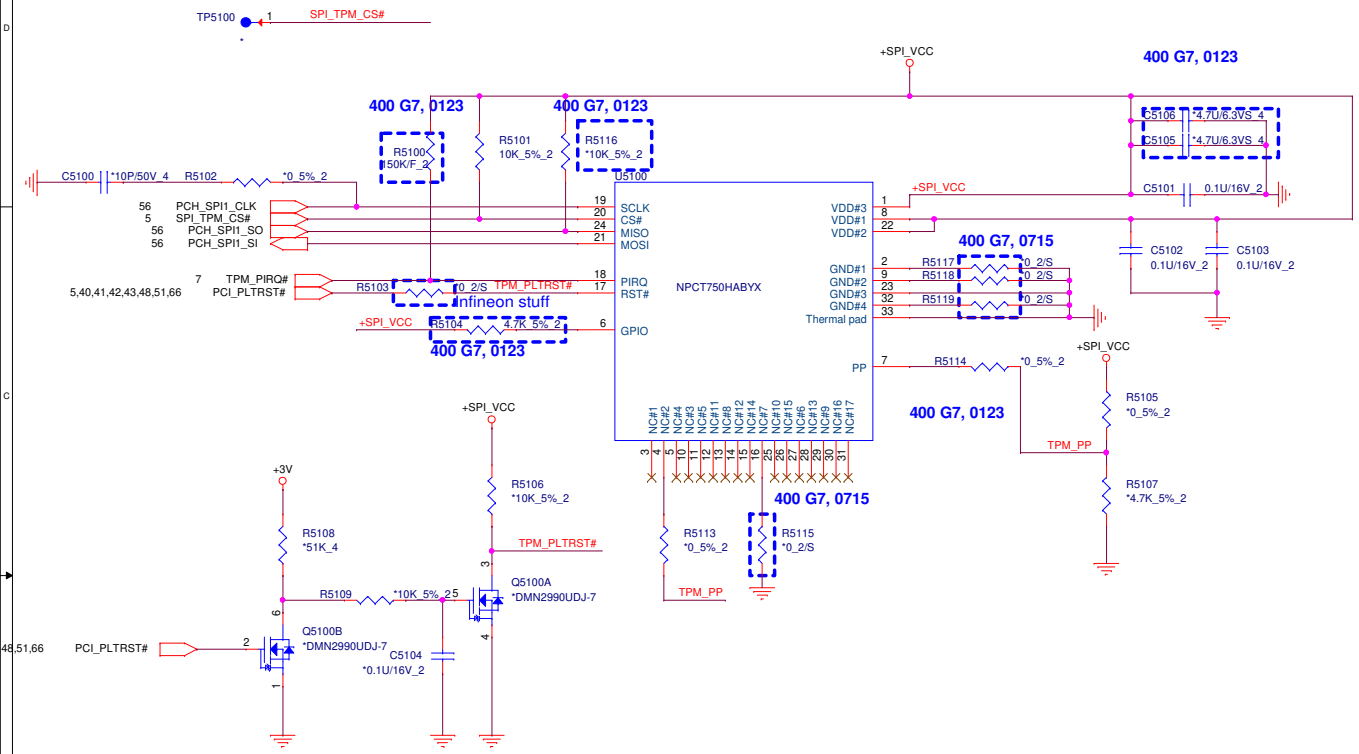 D
TP5100
1
SPI_TPM_CS#
*
+SPI_VCC
400 G7, 0123
400 G7, 0123
400 G7, 0123
C5106 *4.7U/6.3VS_4
R5100
150K/F_2
R5101
10K_5%_2
R5116
*10K_5%_2
C5105 *4.7U/6.3VS_4
C5100 *10P/50V_4 R5102 *0_5%_2
U5100
+SPI_VCC
C5101 0.1U/16V_2
56 PCH_SPI1_CLK 19 SCLK
VDD#3 1
5 SPI_TPM_CS# 20 CS#
VDD#1 8
56 PCH_SPI1_SO 24 MISO
VDD#2 22
56 PCH_SPI1_SI 21 MOSI
400 G7, 0715
C5102
0.1U/16V_2
C5103
0.1U/16V_2
GND#1 2 R5117 *0_2/S
7 TPM_PIRQ# 18 PIRQ
GND#2 9 R5118 *0_2/S
5,40,41,42,43,48,51,66 PCI_PLTRST# R5103 *0_2/S TPM_PLTRST# 17 RST#
NPCT750HABYX
GND#3 23
Infineon stuff
GND#4 32 R5119 *0_2/S
Thermal pad 33
+SPI_VCC R5104 4.7K_5%_2 6 GPIO
400 G7, 0123
+SPI_VCC
PP 7 R5114 *0_5%_2
C
R5105
*0_5%_2
400 G7, 0123
TPM_PP
NC#1 NC#2 NC#4 NC#3 NC#5 NC#11 NC#8 NC#12 NC#14 NC#7 NC#10 NC#15 NC#6 NC#13 NC#9 NC#16 NC#17
3 4 5 10 11 12 13 14 15 16 25 26 27 28 29 30 31
+SPI_VCC
+3V
R5106
*10K_5%_2
400 G7, 0715
R5107
*4.7K_5%_2
R5108
*51K_4
R5113
*0_5%_2
R5115
*0_2/S
TPM_PLTRST#
3
Q5100A
*DMN2990UDJ-7
R5109 *10K_5%_2 5
TPM_PP
6
4
Q5100B
*DMN2990UDJ-7
48,51,66 PCI_PLTRST# 2
C5104
*0.1U/16V_2
1